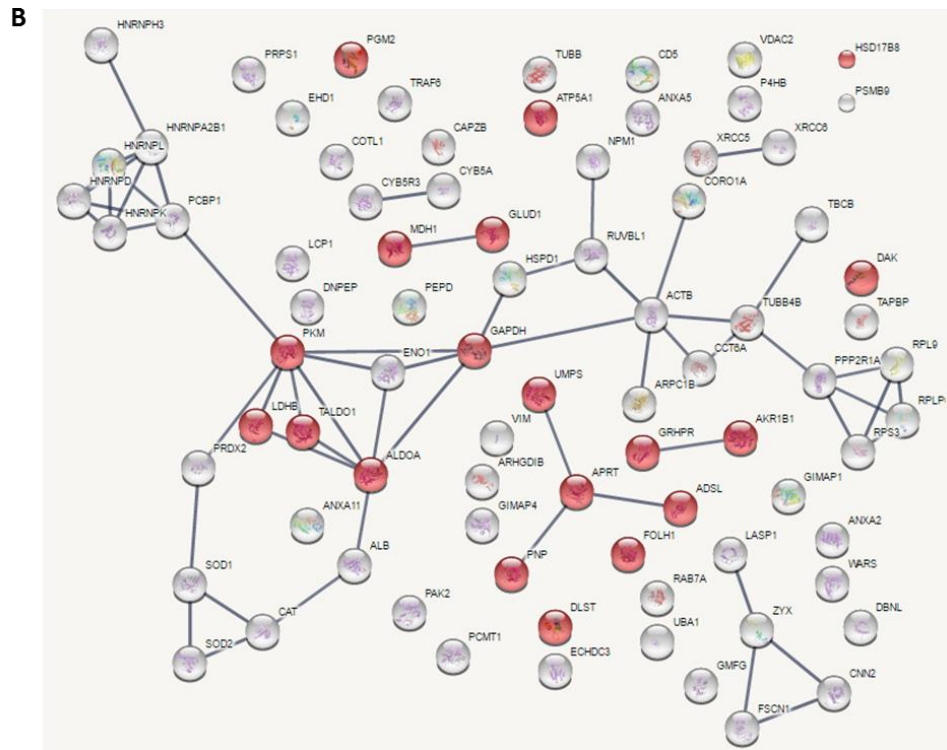 B
HNRNPH3
PRPS1
PGM2
TRAF6
EHD1
TUBB
CD5
VDAC2
HSD17B8
ATP5A1
ANXA5
P4HB
PSMB9
HNRNPA2B1
HNRNPL
HNRNPD
HNRNPK
PCBP1
COTL1
CAPZB
CYB5R3
CYB5A
NPM1
XRCC5
XRCC6
CORO1A
TBCB
MDH1
GLUD1
LCP1
HSPD1
RUVBL1
DAK
DNPEP
PEPD
ACTB
TUBB4B
TAPBP
PKM
ENO1
GAPDH
CCT6A
ARPC1B
PPP2R1A
RPL9
RPLP
RPS3
LDHB
TALDO1
ALDOA
PRDX2
UMPS
VIM
GRHPR
AKR1B1
ARHGDIB
APRT
ADSL
GIMAP1
ANXA11
GIMAP4
ALB
PNP
FOLH1
LASP1
ANXA2
SOD1
CAT
SOD2
PAK2
PCMT1
DLST
ECHDC3
RAB7A
UBA1
WARS
DBNL
ZYX
GMFG
CNN2
FSCN1